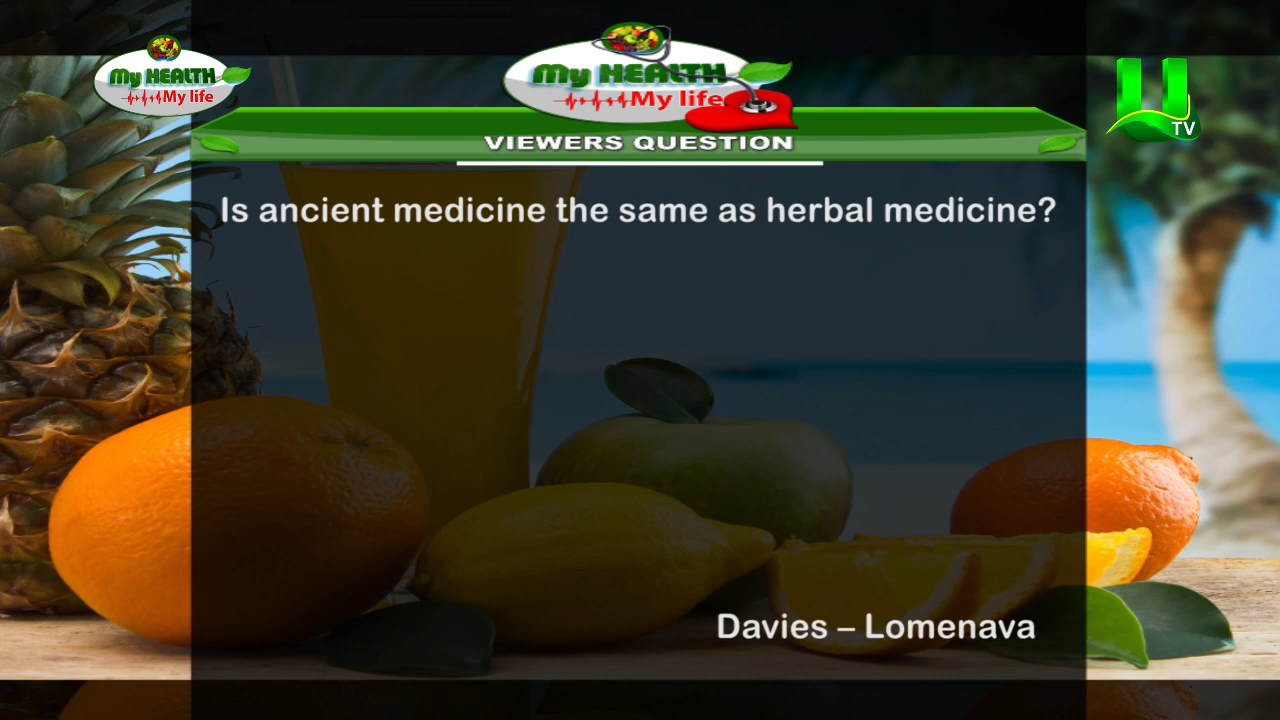 My HEALTH
My life
My HEALTH
My life
TV
VIEWERS QUESTION
Is ancient medicine the same as herbal medicine?
Davies – Lomenava